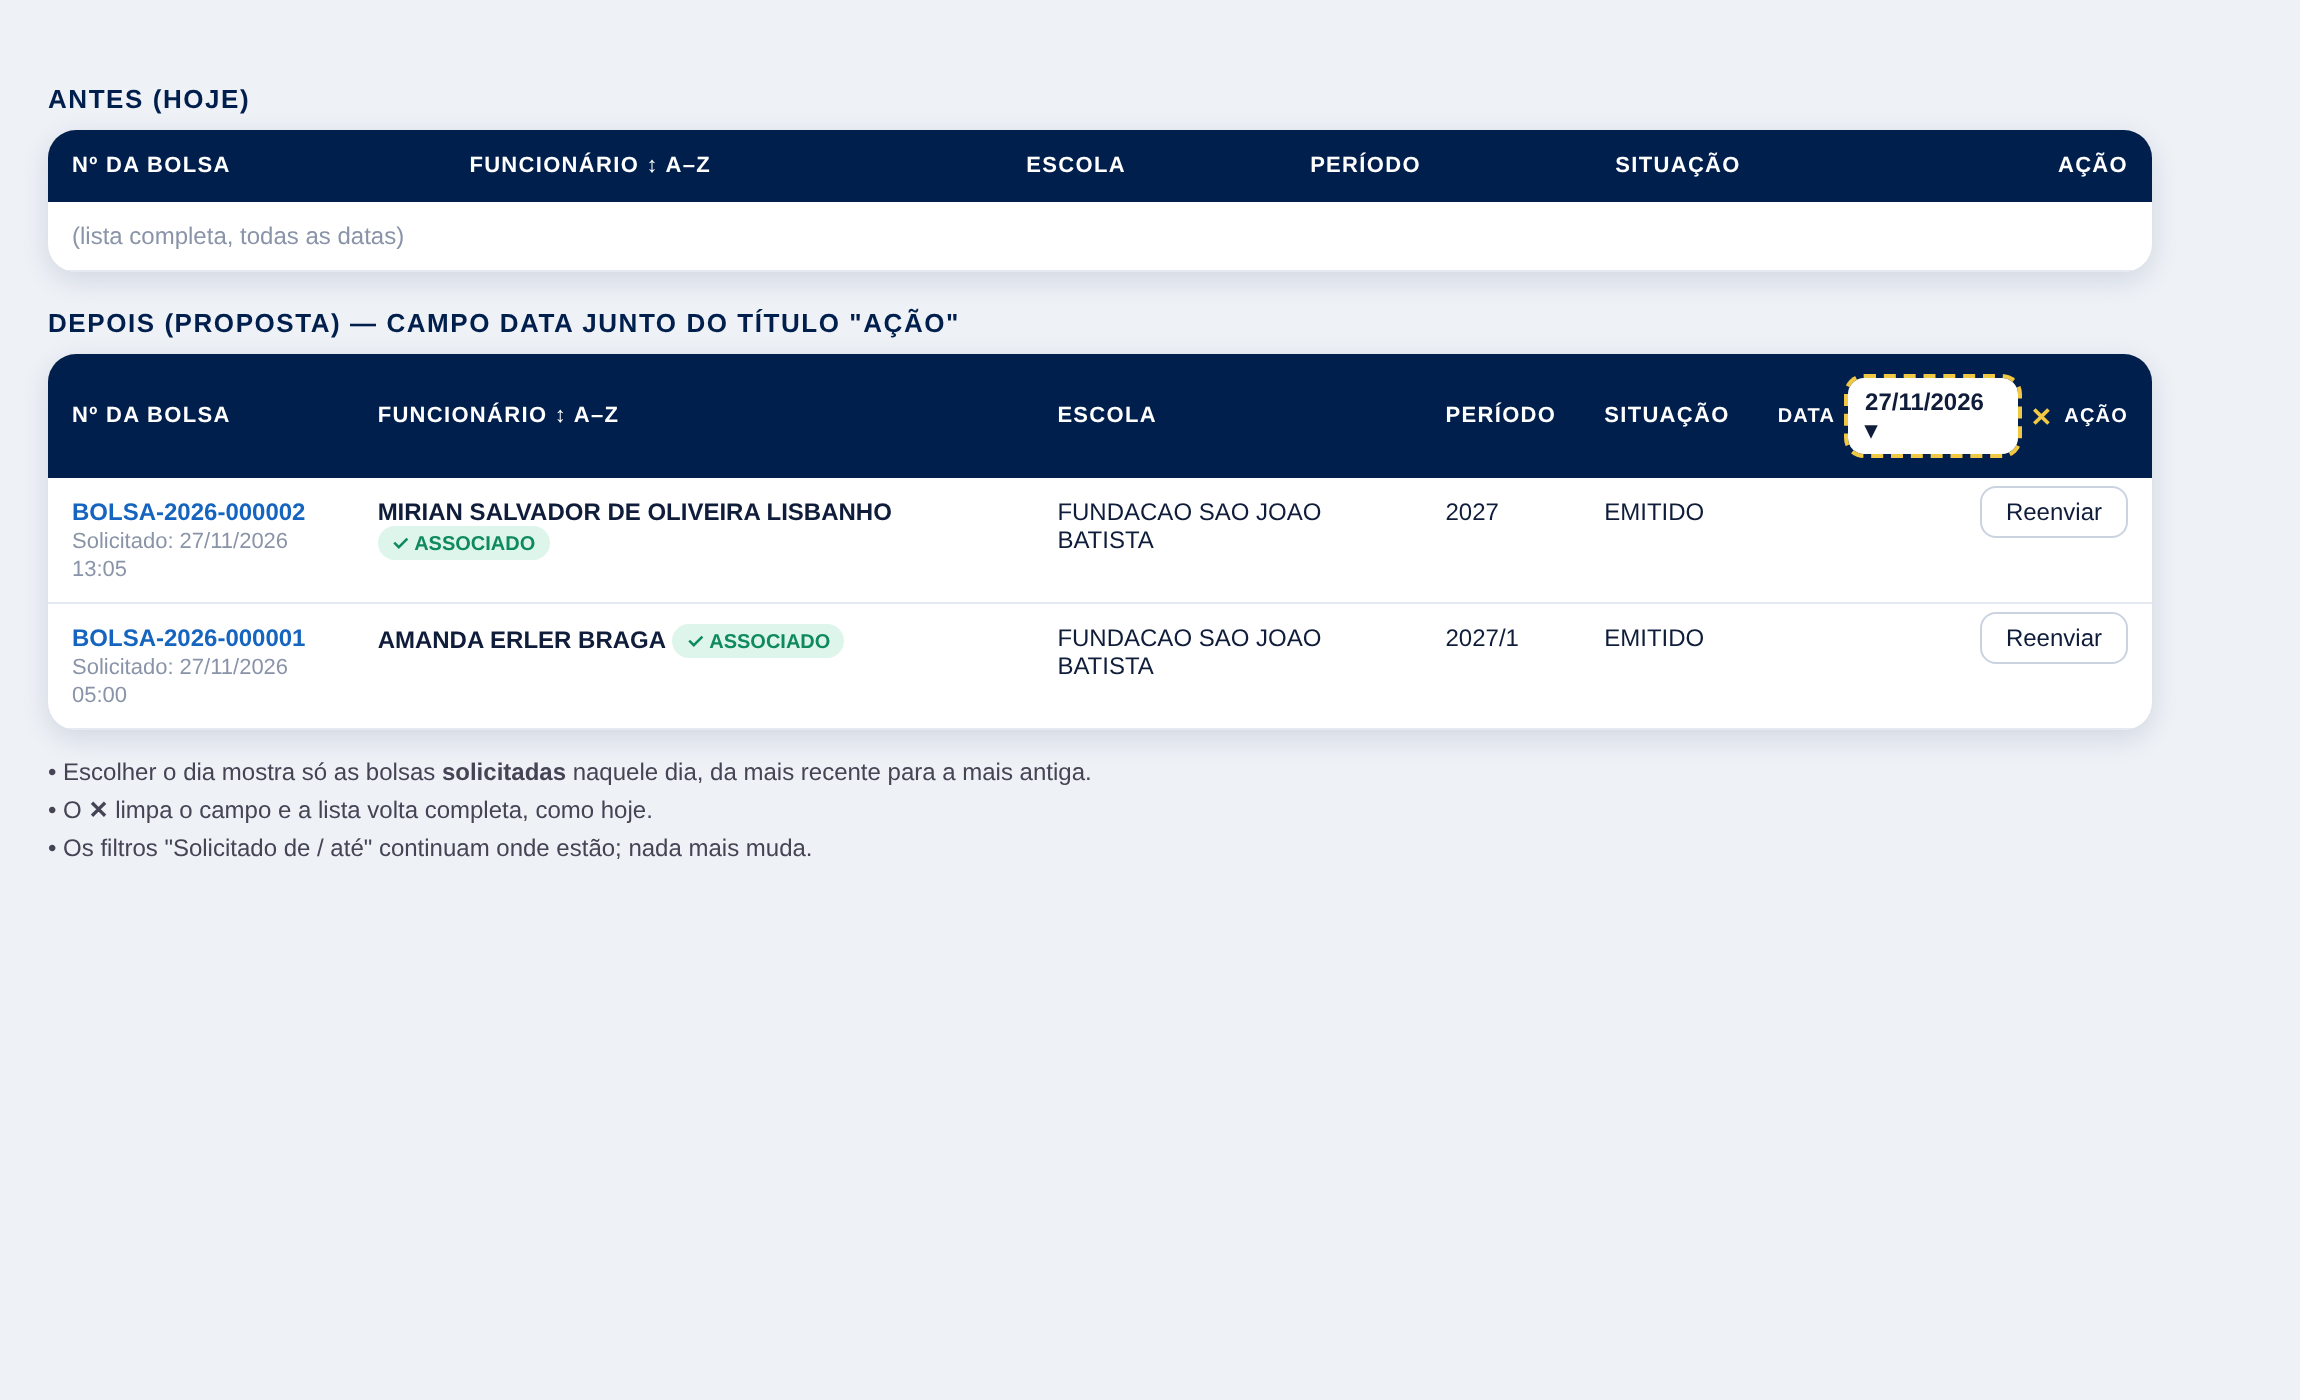 ANTES (HOJE)
Nº DA BOLSA FUNCIONÁRIO ↕ A–Z ESCOLA PERÍODO SITUAÇÃO AÇÃO
(lista completa, todas as datas)
DEPOIS (PROPOSTA) — CAMPO DATA JUNTO DO TÍTULO "AÇÃO"
Nº DA BOLSA FUNCIONÁRIO ↕ A–Z ESCOLA PERÍODO SITUAÇÃO DATA 27/11/2026 ▼ ✕ AÇÃO
BOLSA-2026-000002 MIRIAN SALVADOR DE OLIVEIRA LISBANHO FUNDACAO SAO JOAO 2027 EMITIDO Reenviar
Solicitado: 27/11/2026 ✓ ASSOCIADO BATISTA
13:05
BOLSA-2026-000001 AMANDA ERLER BRAGA ✓ ASSOCIADO FUNDACAO SAO JOAO 2027/1 EMITIDO Reenviar
Solicitado: 27/11/2026 BATISTA
05:00
• Escolher o dia mostra só as bolsas solicitadas naquele dia, da mais recente para a mais antiga.
• O ✕ limpa o campo e a lista volta completa, como hoje.
• Os filtros "Solicitado de / até" continuam onde estão; nada mais muda.